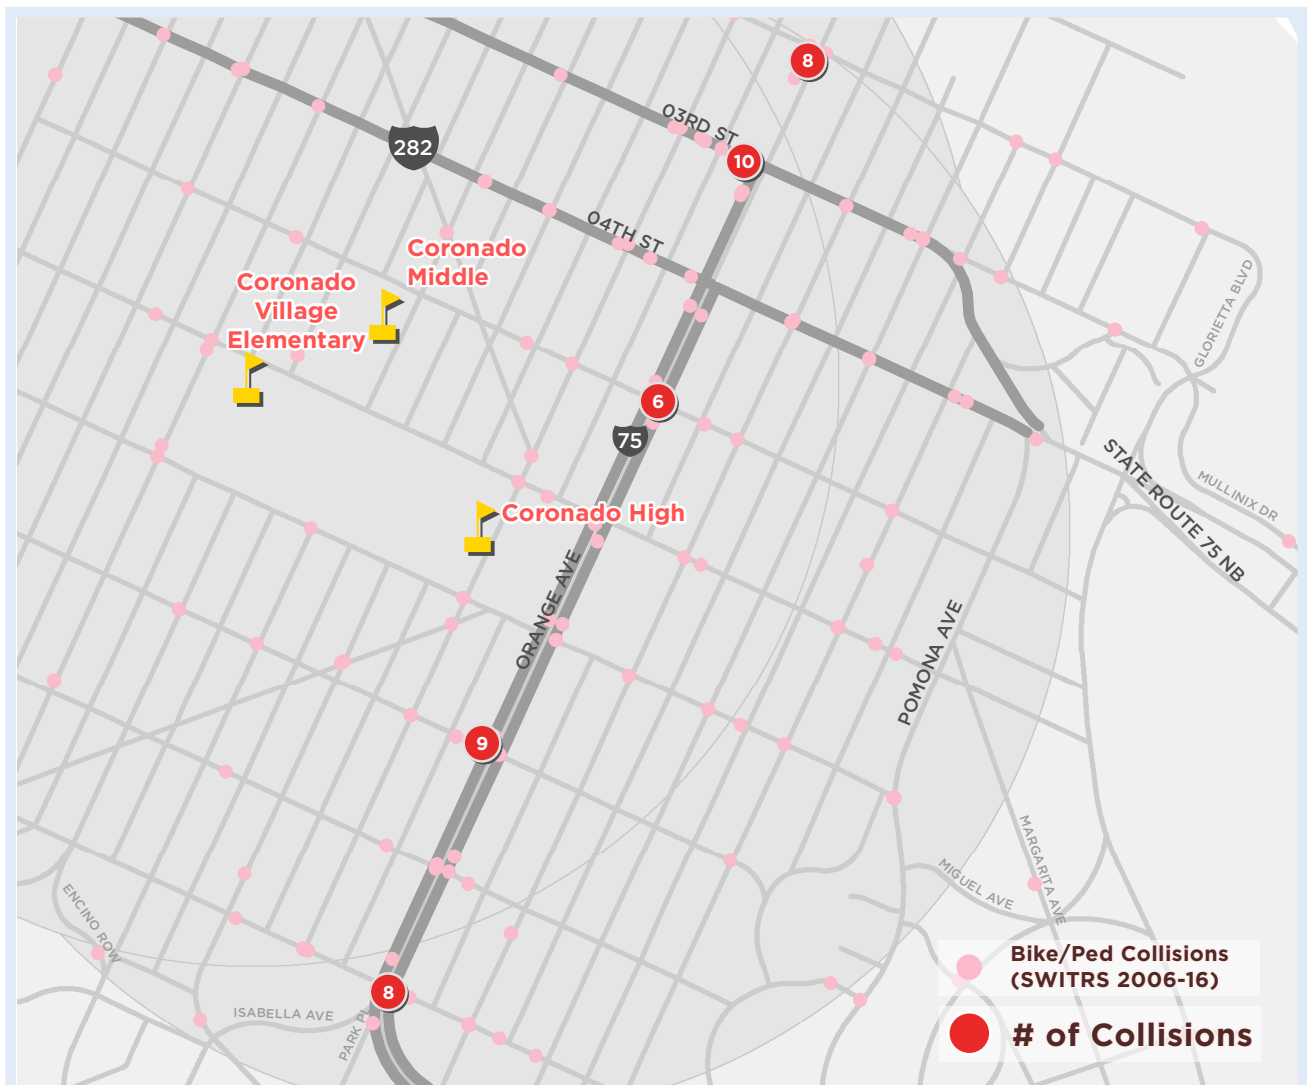 8
03RD ST
10
282
04TH ST
Coronado
Middle
Coronado
Village
Elementary
GLORIETTA BLVD
6
75
STATE ROUTE 75 NB
MULLINIX DR
Coronado High
ORANGE AVE
POMONA AVE
9
MARGARITA AVE
MIGUEL AVE
ENCINO ROW
8
ISABELLA AVE
PARK PL
Bike/Ped Collisions
(SWITRS 2006-16)
# of Collisions